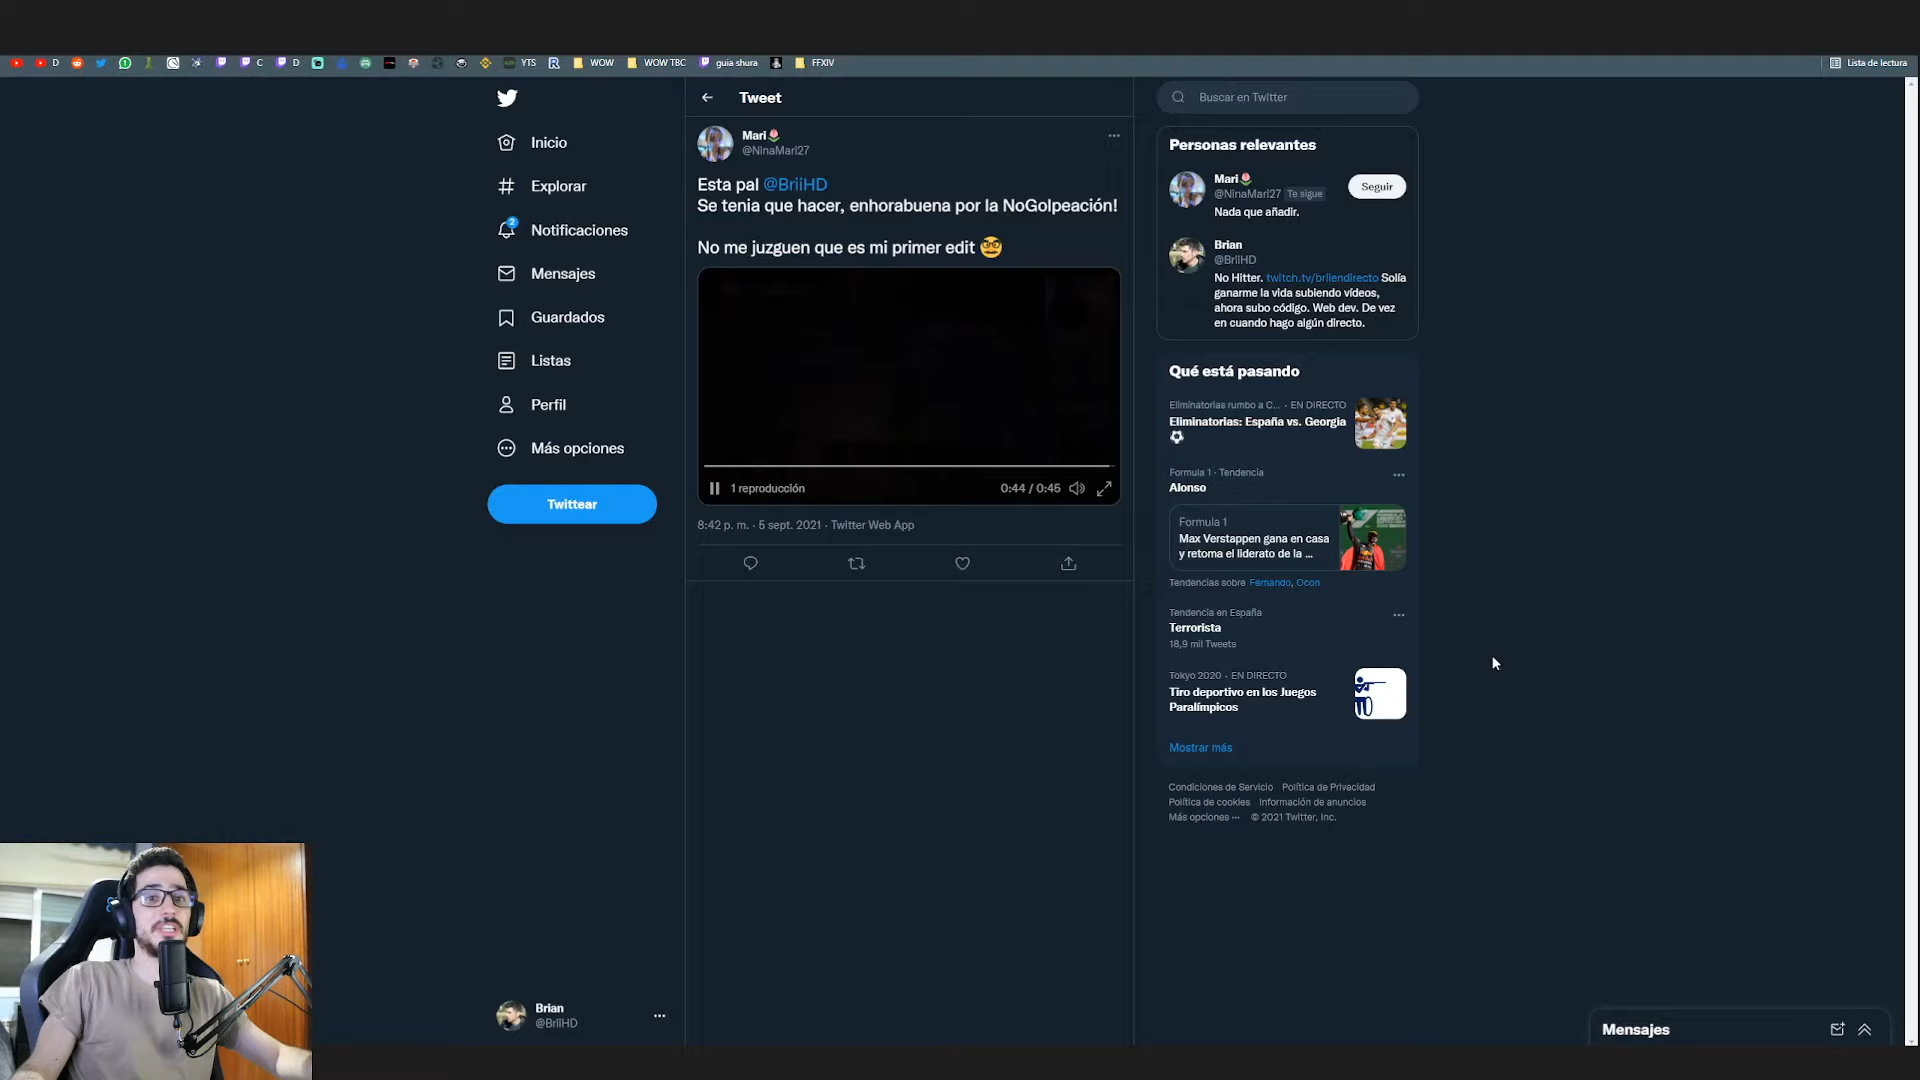 D
C
D
YTS
WOW
WOW TBC
guia shura
FFXIV
Lista de lectura
Inicio
Explorar
2
Notificaciones
Mensajes
Guardados
Listas
Perfil
Más opciones
Twittear
Brian
@BriiHD
Tweet
Mari
@NinaMari27
Esta pal @BriiHD
Se tenia que hacer, enhorabuena por la NoGolpeación!
No me juzguen que es mi primer edit
1 reproducción
0:44 / 0:45
8:42 p. m. · 5 sept. 2021 · Twitter Web App
Buscar en Twitter
Personas relevantes
Mari
@NinaMari27 Te sigue
Seguir
Nada que añadir.
Brian
@BriiHD
No Hitter. twitch.tv/briiendirecto Solía
ganarme la vida subiendo vídeos,
ahora subo código. Web dev. De vez
en cuando hago algún directo.
Qué está pasando
Eliminatorias rumbo a C... · EN DIRECTO
Eliminatorias: España vs. Georgia
Formula 1 · Tendencia
Alonso
Formula 1
Max Verstappen gana en casa
y retoma el liderato de la ...
Tendencias sobre Fernando, Ocon
Tendencia en España
Terrorista
18,9 mil Tweets
Tokyo 2020 · EN DIRECTO
Tiro deportivo en los Juegos
Paralímpicos
Mostrar más
Condiciones de Servicio Política de Privacidad
Política de cookies Información de anuncios
Más opciones ··· © 2021 Twitter, Inc.
Mensajes